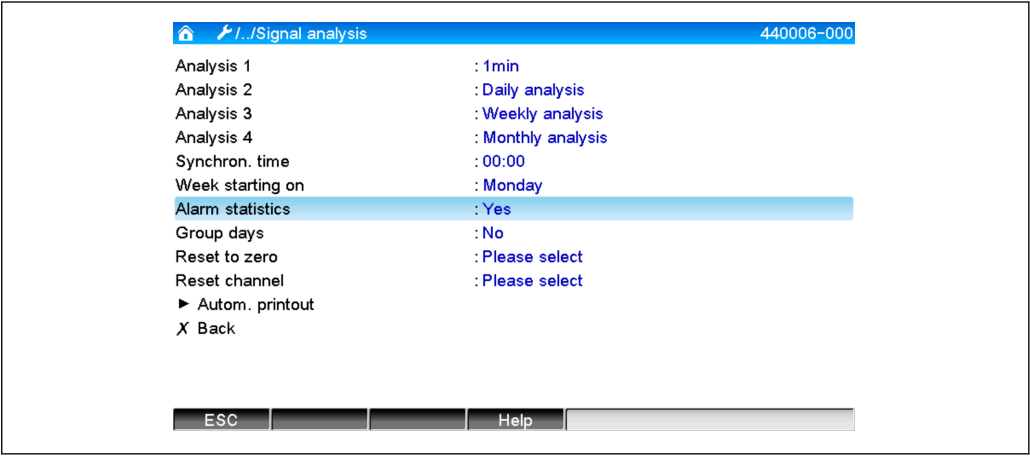 /../Signal analysis 440006-000
Analysis 1 : 1min
Analysis 2 : Daily analysis
Analysis 3 : Weekly analysis
Analysis 4 : Monthly analysis
Synchron. time : 00:00
Week starting on : Monday
Alarm statistics : Yes
Group days : No
Reset to zero : Please select
Reset channel : Please select
► Autom. printout
X Back
ESC Help